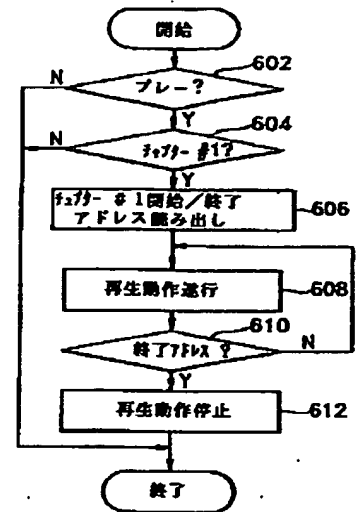 開始
602
N
プレー?
Y
604
N
チャプター #1?
Y
チャプター #1開始/終了
アドレス読み出し
606
再生動作遂行
608
610
終了アドレス?
N
Y
再生動作停止
612
終了